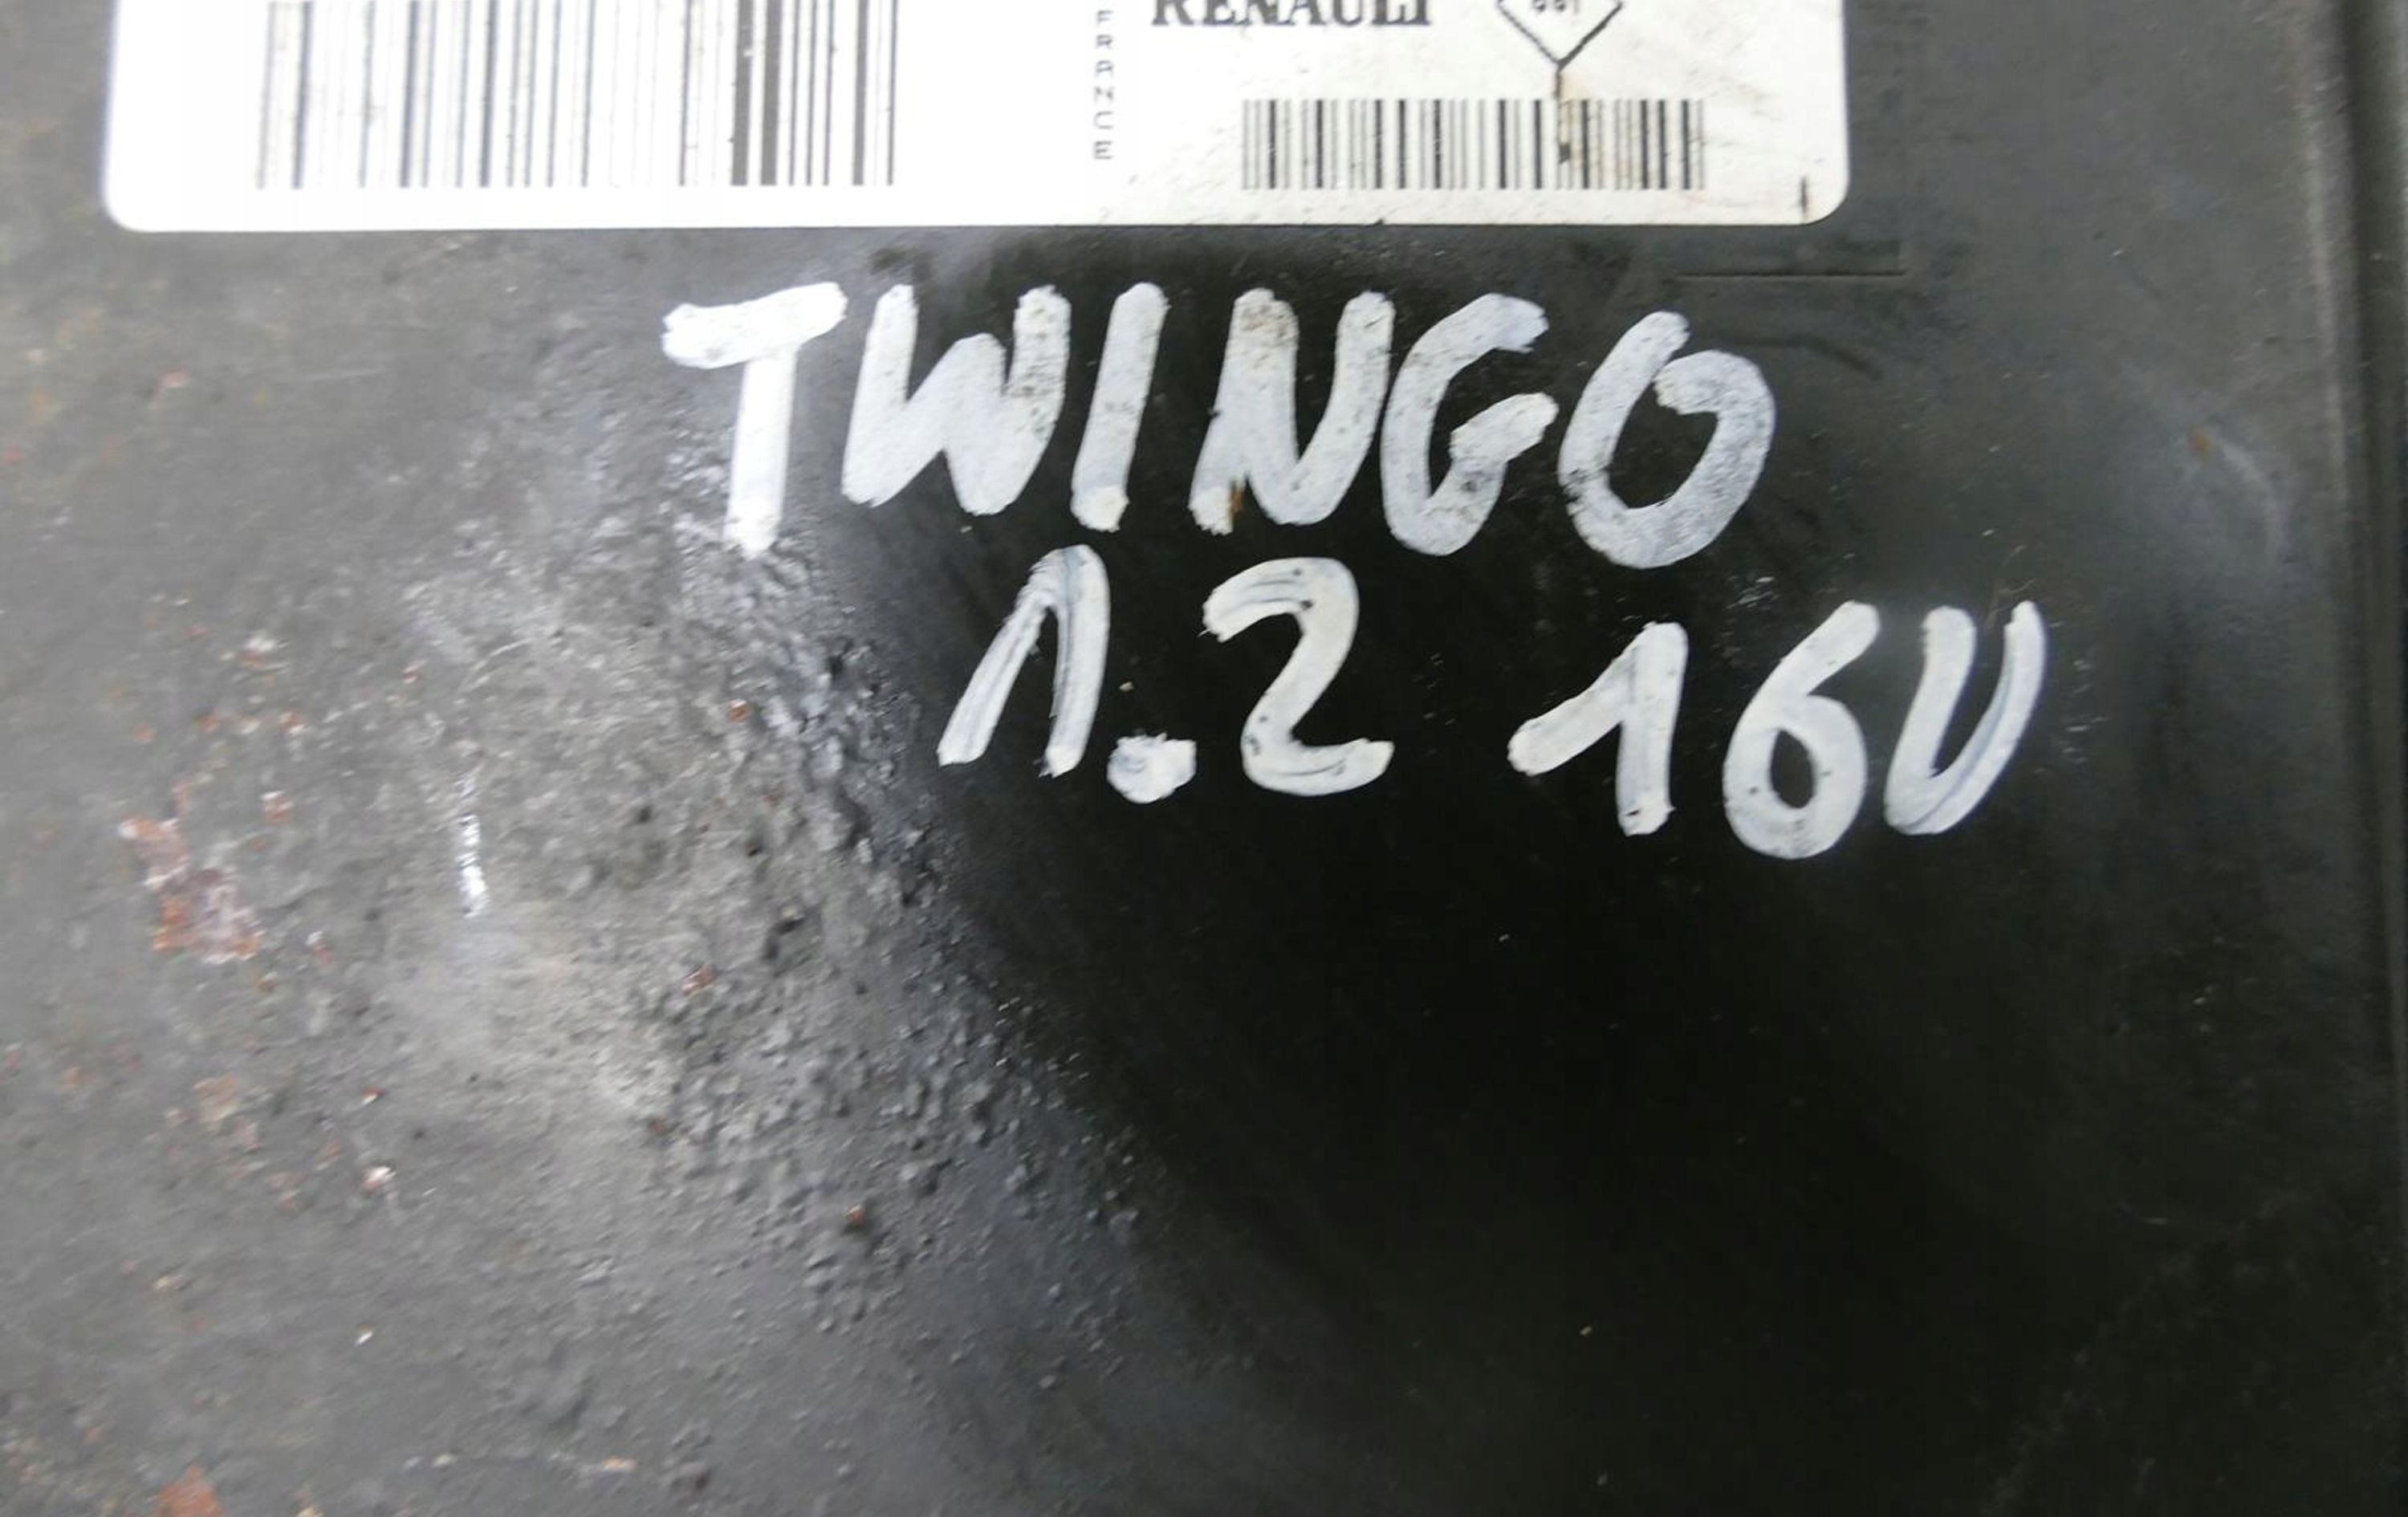 FRANCE
RENAULT
TWINGO
1.2 16V